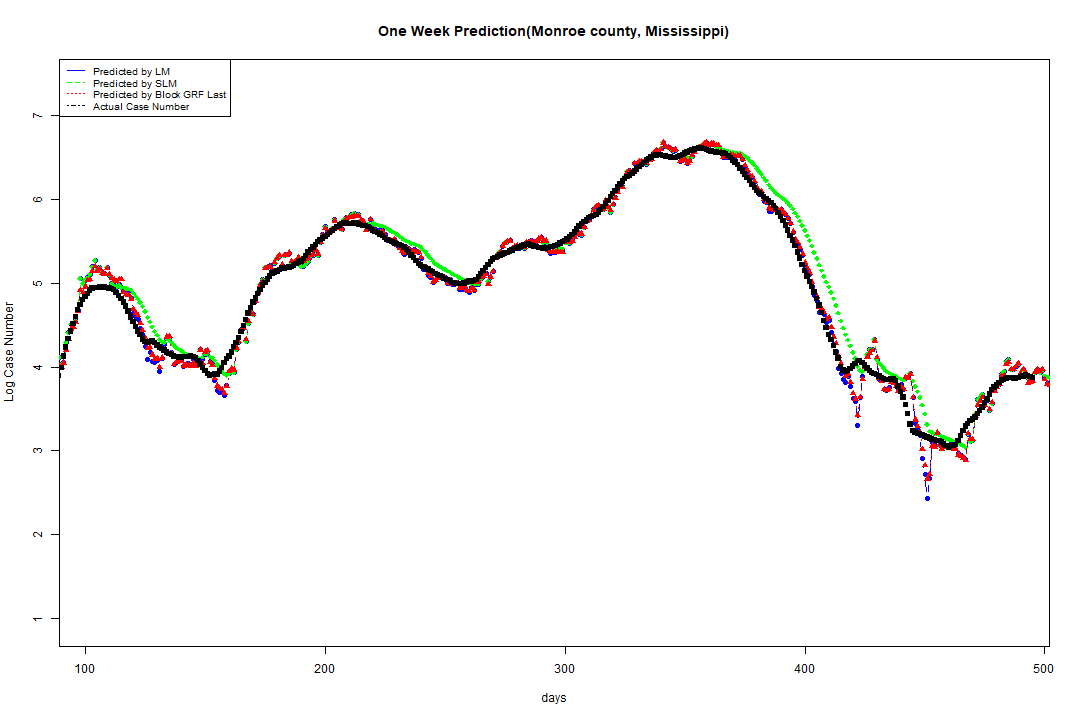 One Week Prediction(Monroe county, Mississippi)
Predicted by LM
Predicted by SLM
Predicted by Block GRF Last
Actual Case Number
7
6
5
4
3
2
1
Log Case Number
100 200 300 400 500
days